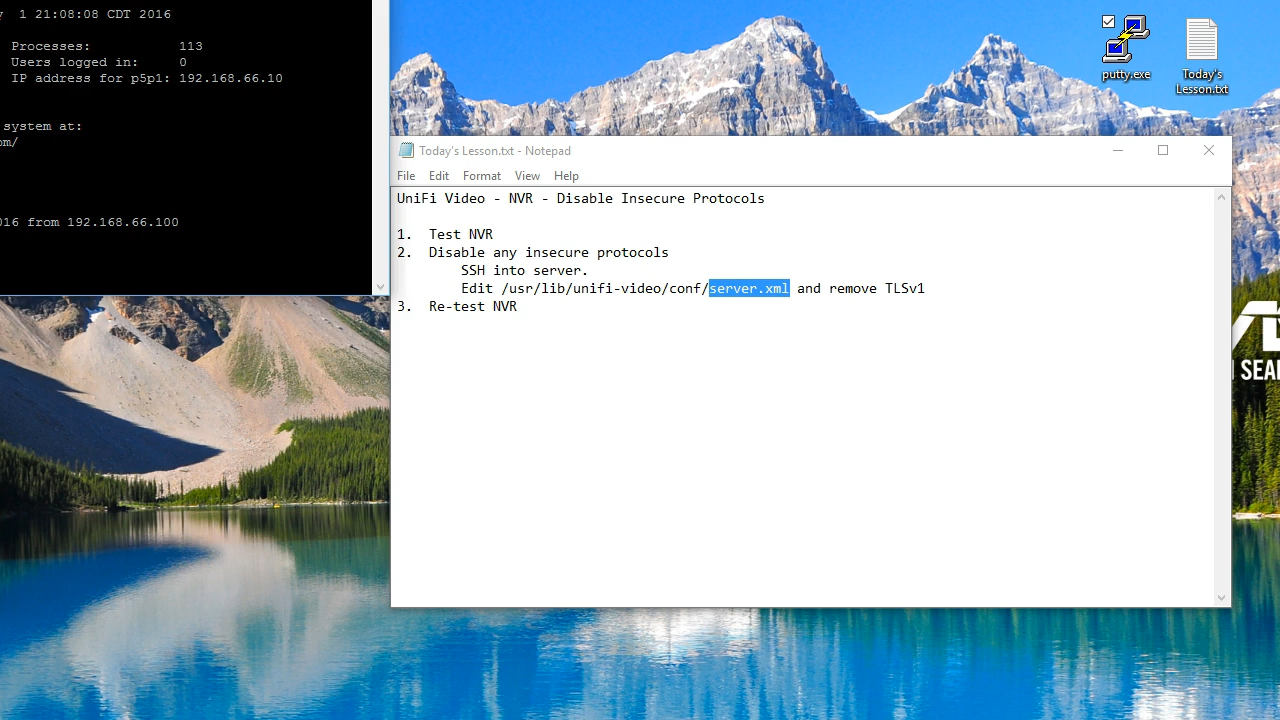 1 21:08:08 CDT 2016
Processes: 113
Users logged in: 0
IP address for p5p1: 192.168.66.10
system at:
om/
016 from 192.168.66.100
putty.exe
Today's
Lesson.txt
Today's Lesson.txt - Notepad
File Edit Format View Help
UniFi Video - NVR - Disable Insecure Protocols
1. Test NVR
2. Disable any insecure protocols
SSH into server.
Edit /usr/lib/unifi-video/conf/server.xml and remove TLSv1
3. Re-test NVR